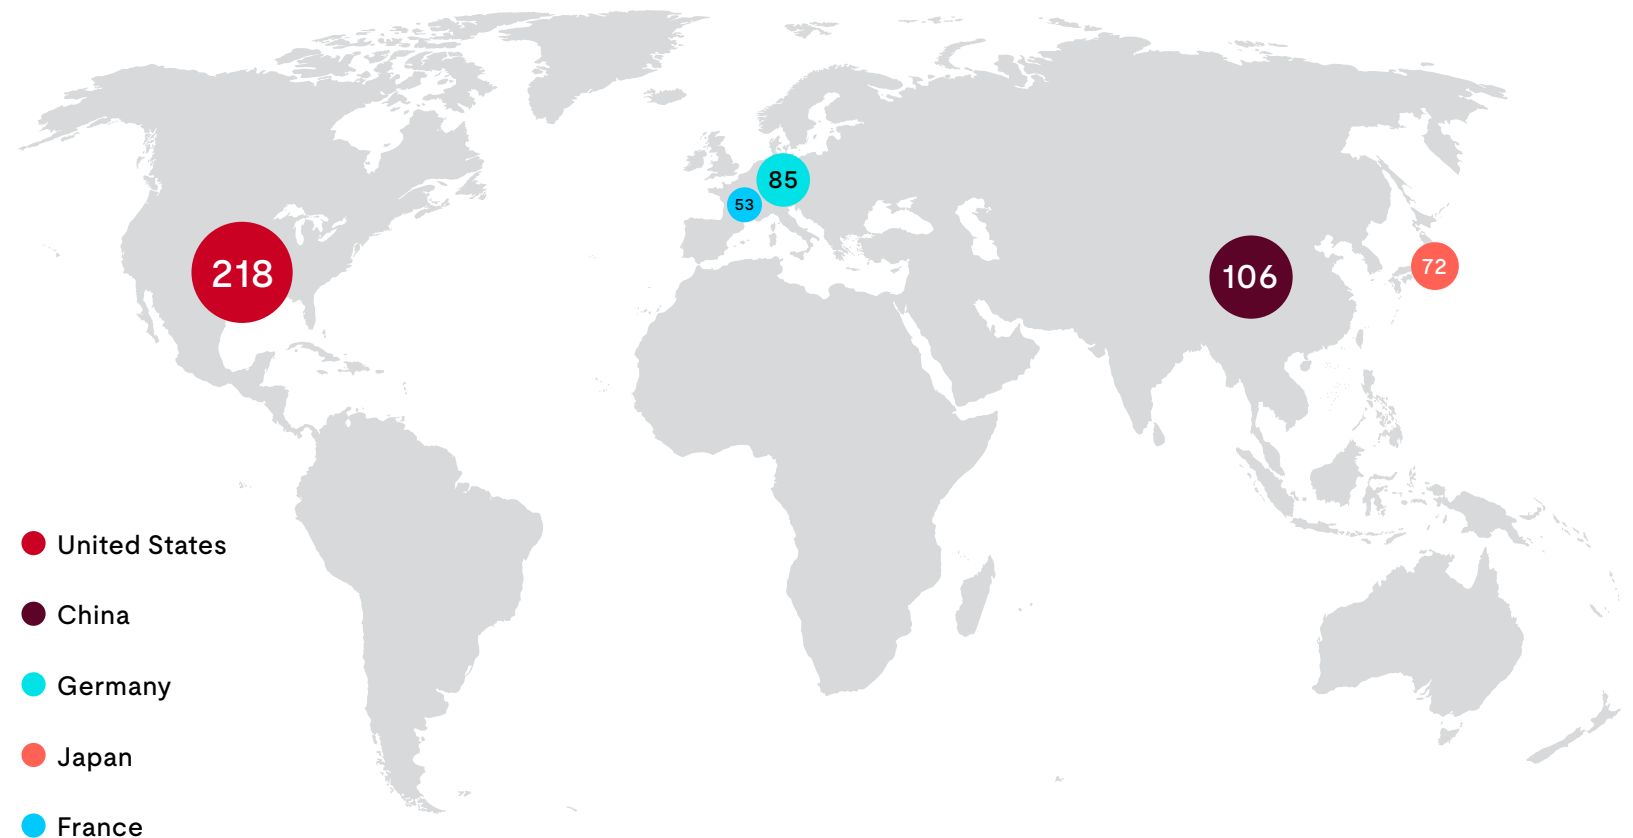 85
53
218
106
72
United States
China
Germany
Japan
France